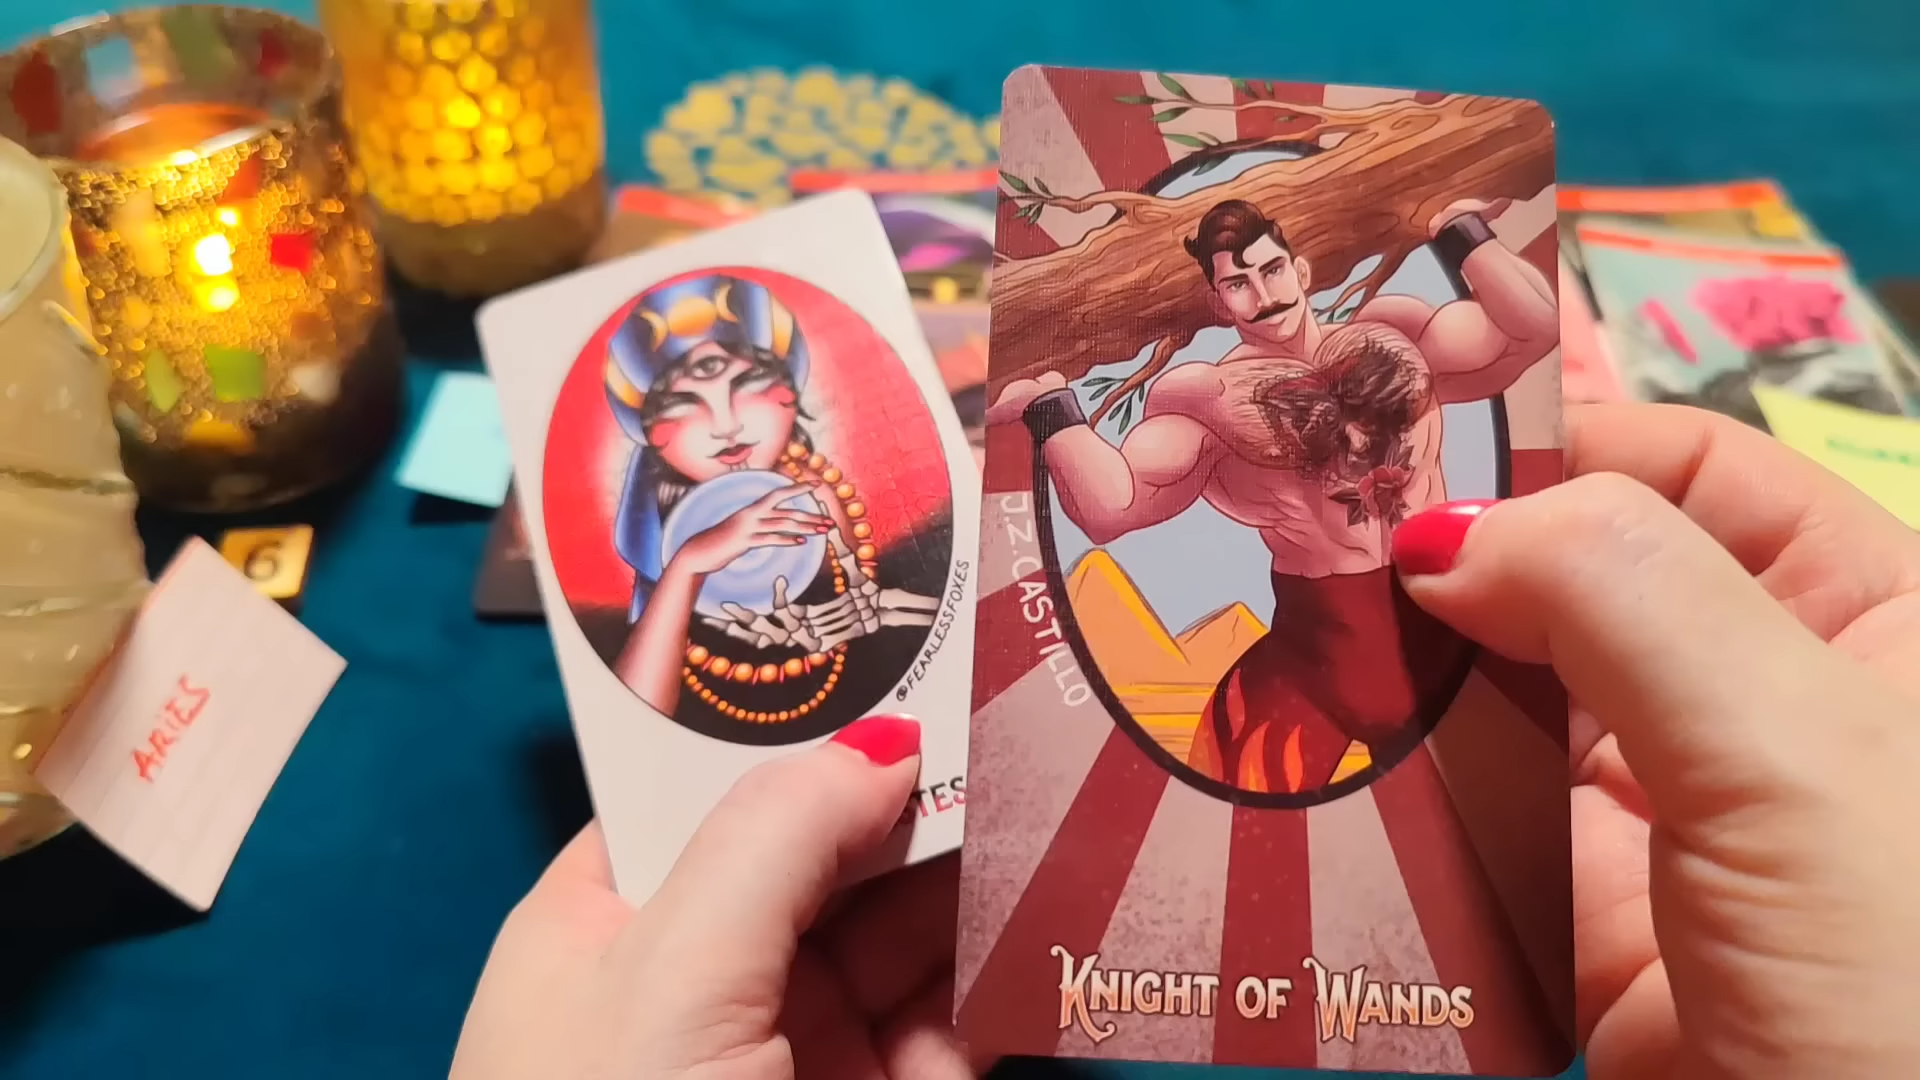 6
ARIES
@FEARLESSFOXES
J.Z.CASTILLO
KNIGHT OF WANDS